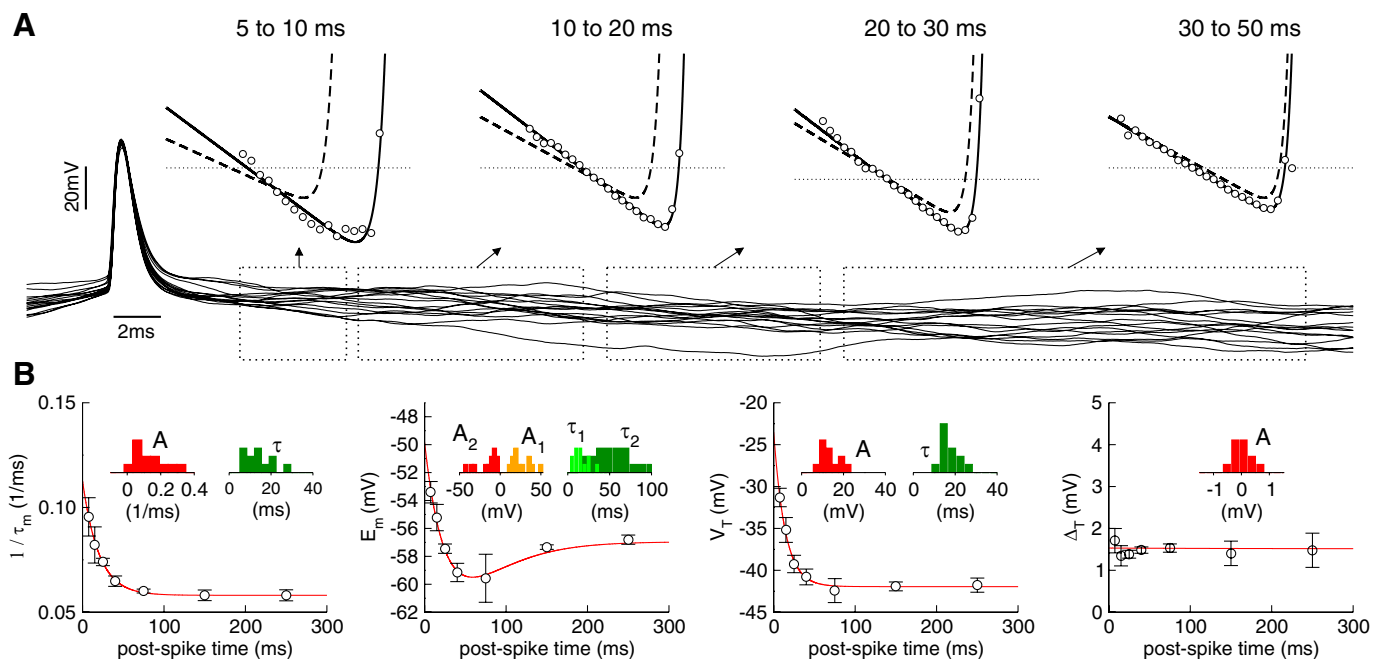 A
5 to 10 ms
10 to 20 ms
20 to 30 ms
30 to 50 ms
20mV
2ms
B
0.15
0.10
0.05
1 / τm (1/ms)
A
0 0.2 0.4
(1/ms)
τ
0 20 40
(ms)
0 100 200 300
post-spike time (ms)
-48
-50
-52
-54
-56
-58
-60
-62
Em (mV)
A2 A1
-50 0 50
(mV)
τ1 τ2
0 50 100
(ms)
0 100 200 300
post-spike time (ms)
-20
-25
-30
-35
-40
-45
VT (mV)
A
0 20 40
(mV)
τ
0 20 40
(ms)
0 100 200 300
post-spike time (ms)
5
4
3
2
1
0
ΔT (mV)
A
-1 0 1
(mV)
0 100 200 300
post-spike time (ms)